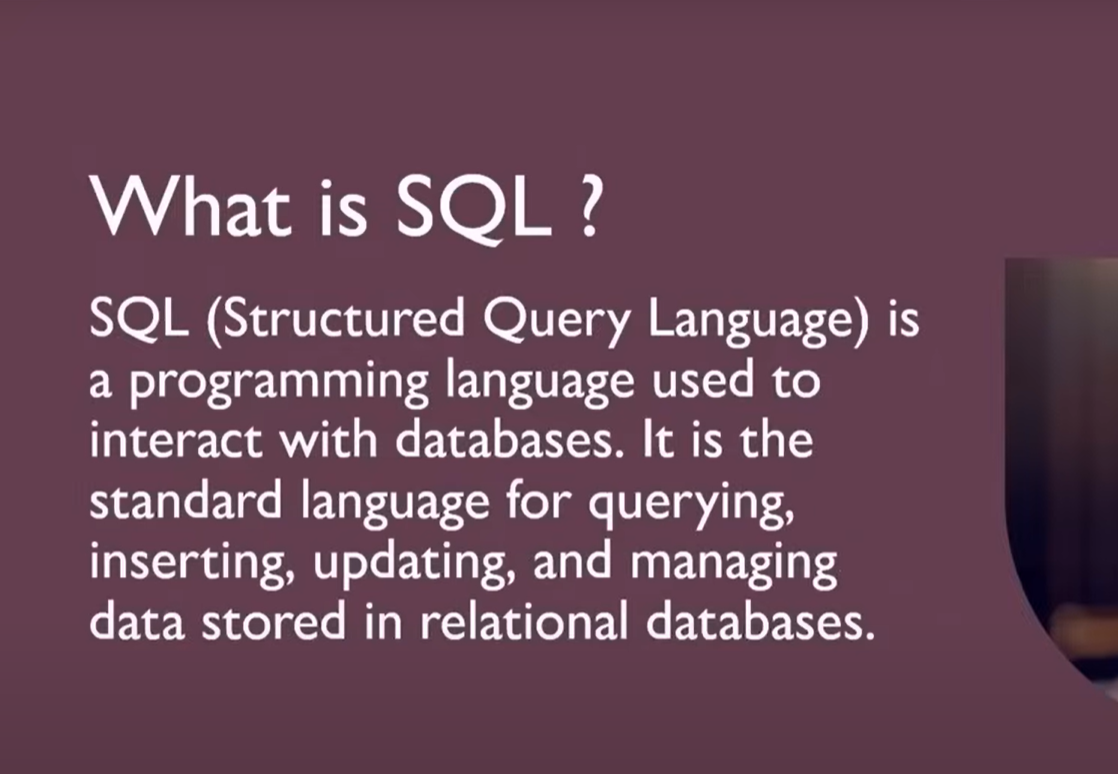 What is SQL ?
SQL (Structured Query Language) is
a programming language used to
interact with databases. It is the
standard language for querying,
inserting, updating, and managing
data stored in relational databases.